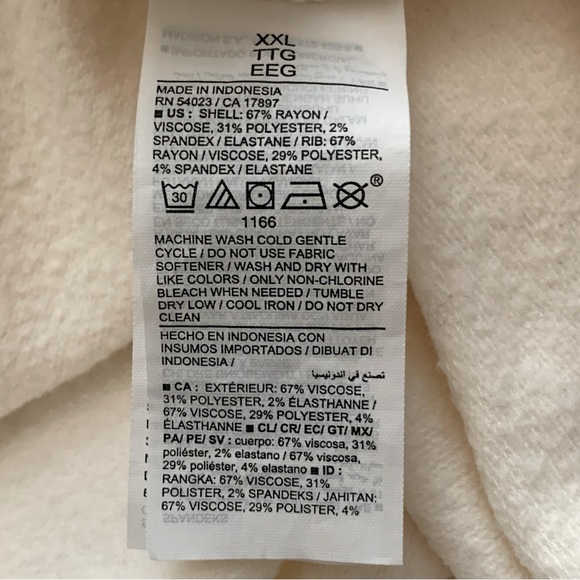 XXL
TTG
EEG
MADE IN INDONESIA
RN 54023 / CA 17897
■ US : SHELL: 67% RAYON /
VISCOSE, 31% POLYESTER, 2%
SPANDEX / ELASTANE / RIB: 67%
RAYON / VISCOSE, 29% POLYESTER,
4% SPANDEX / ELASTANE
30 ®
1166
MACHINE WASH COLD GENTLE
CYCLE / DO NOT USE FABRIC
SOFTENER / WASH AND DRY WITH
LIKE COLORS / ONLY NON-CHLORINE
BLEACH WHEN NEEDED / TUMBLE
DRY LOW / COOL IRON / DO NOT DRY
CLEAN
HECHO EN INDONESIA CON
INSUMOS IMPORTADOS / DIBUAT DI
INDONESIA /
تصنع في اندونيسيا
■ CA : EXTÉRIEUR: 67% VISCOSE,
31% POLYESTER, 2% ÉLASTHANNE /
67% VISCOSE, 29% POLYESTER, 4%
ÉLASTHANNE ■ CL/ CR/ EC/ GT/ MX/
PA/ PE/ SV : cuerpo: 67% viscosa, 31%
poliéster, 2% elastano / 67% viscosa,
29% poliéster, 4% elastano ■ ID :
RANGKA: 67% VISCOSE, 31%
POLISTER, 2% SPANDEKS / JAHITAN:
67% VISCOSE, 29% POLISTER, 4%
SPANDEKS